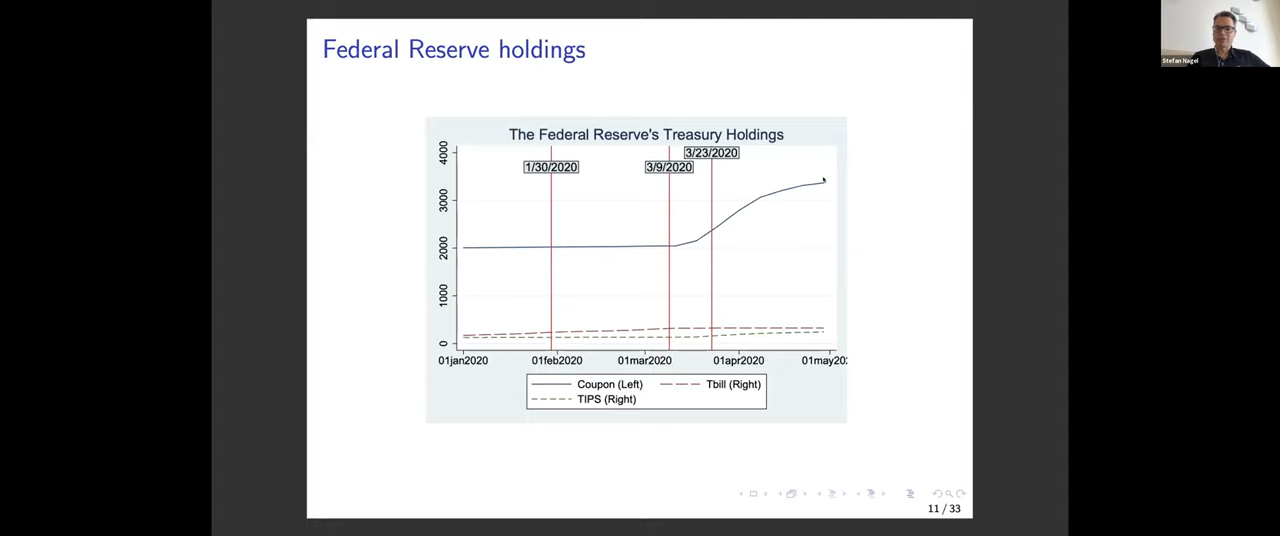 Federal Reserve holdings
Stefan Nagel
The Federal Reserve's Treasury Holdings
4000
3000
2000
1000
0
1/30/2020
3/9/2020
3/23/2020
01jan2020
01feb2020
01mar2020
01apr2020
01may202
Coupon (Left)
Tbill (Right)
TIPS (Right)
11 / 33